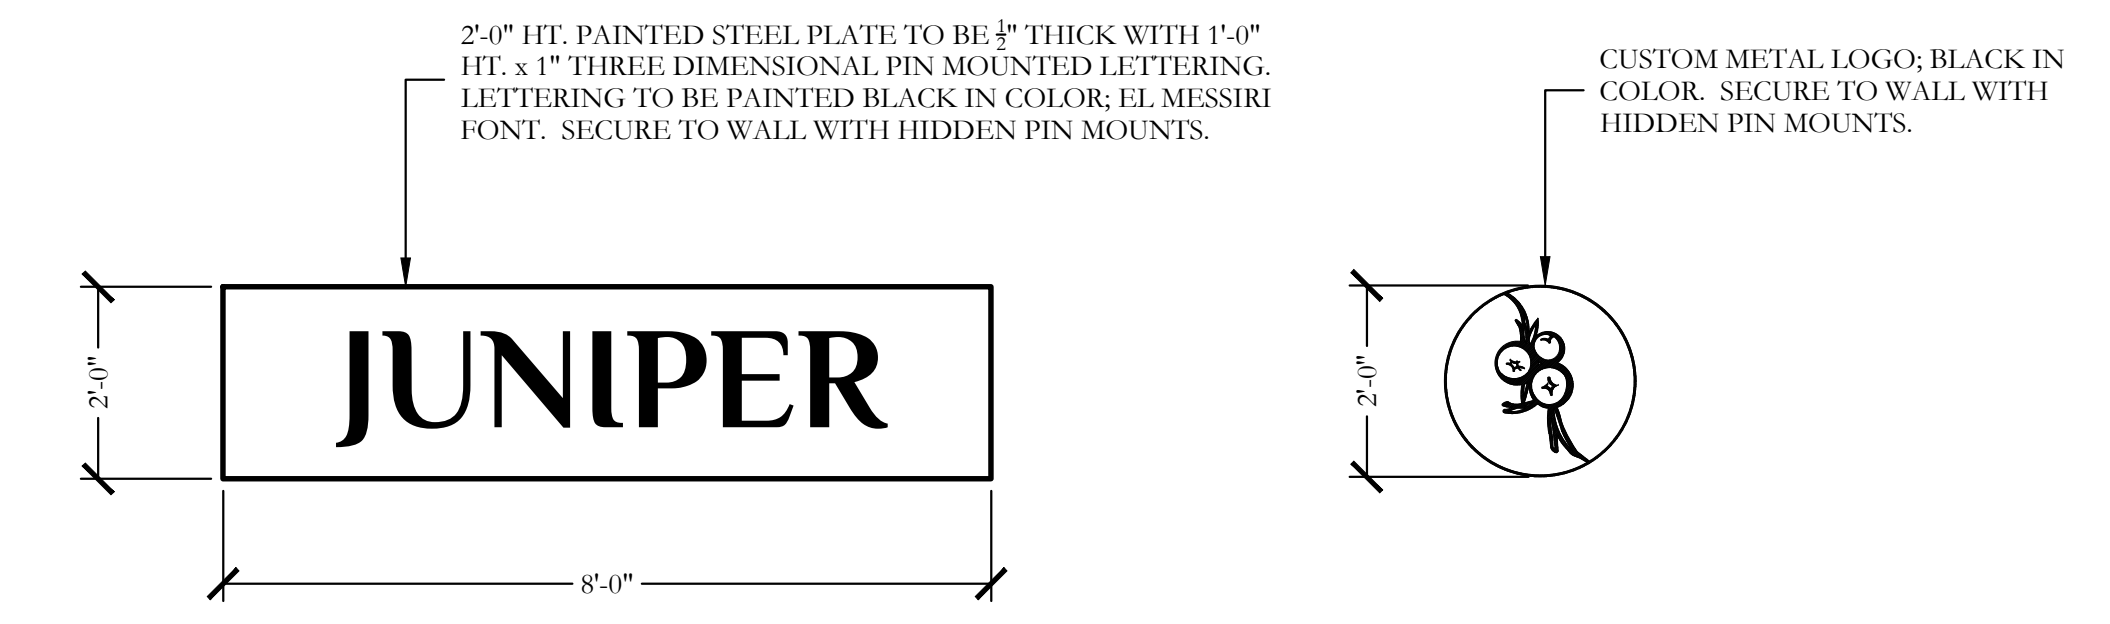 2'-0" HT. PAINTED STEEL PLATE TO BE ½" THICK WITH 1'-0"
HT. x 1" THREE DIMENSIONAL PIN MOUNTED LETTERING.
LETTERING TO BE PAINTED BLACK IN COLOR; EL MESSIRI
FONT.  SECURE TO WALL WITH HIDDEN PIN MOUNTS.
CUSTOM METAL LOGO; BLACK IN
COLOR.  SECURE TO WALL WITH
HIDDEN PIN MOUNTS.
2'-0"
JUNIPER
8'-0"
2'-0"